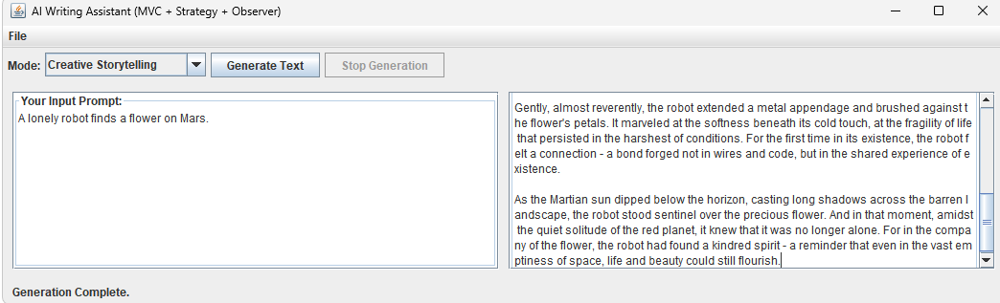 AI Writing Assistant (MVC + Strategy + Observer)
File
Mode: Creative Storytelling Generate Text Stop Generation
Your Input Prompt:
A lonely robot finds a flower on Mars.
Gently, almost reverently, the robot extended a metal appendage and brushed against t
he flower's petals. It marveled at the softness beneath its cold touch, at the fragility of life
that persisted in the harshest of conditions. For the first time in its existence, the robot f
elt a connection - a bond forged not in wires and code, but in the shared experience of e
xistence.
As the Martian sun dipped below the horizon, casting long shadows across the barren l
andscape, the robot stood sentinel over the precious flower. And in that moment, amidst
the quiet solitude of the red planet, it knew that it was no longer alone. For in the compa
ny of the flower, the robot had found a kindred spirit - a reminder that even in the vast em
ptiness of space, life and beauty could still flourish.
Generation Complete.